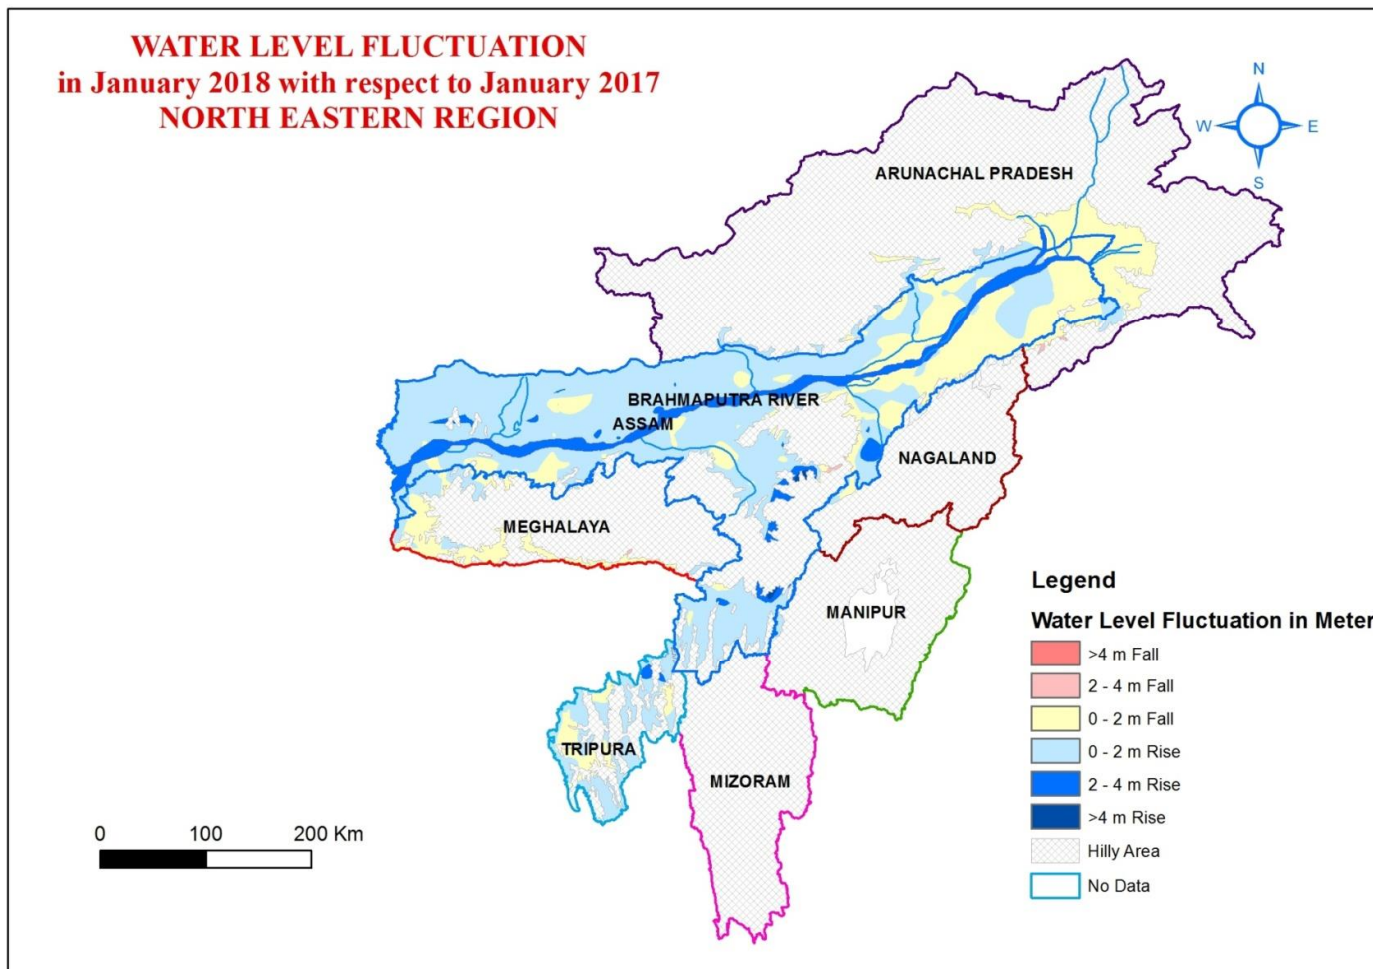 WATER LEVEL FLUCTUATION
in January 2018 with respect to January 2017
NORTH EASTERN REGION
N
W
E
S
ARUNACHAL PRADESH
BRAHMAPUTRA RIVER
ASSAM
NAGALAND
MEGHALAYA
MANIPUR
TRIPURA
MIZORAM
Legend
Water Level Fluctuation in Meter
>4 m Fall
2 - 4 m Fall
0 - 2 m Fall
0 - 2 m Rise
2 - 4 m Rise
>4 m Rise
Hilly Area
No Data
0 100 200 Km